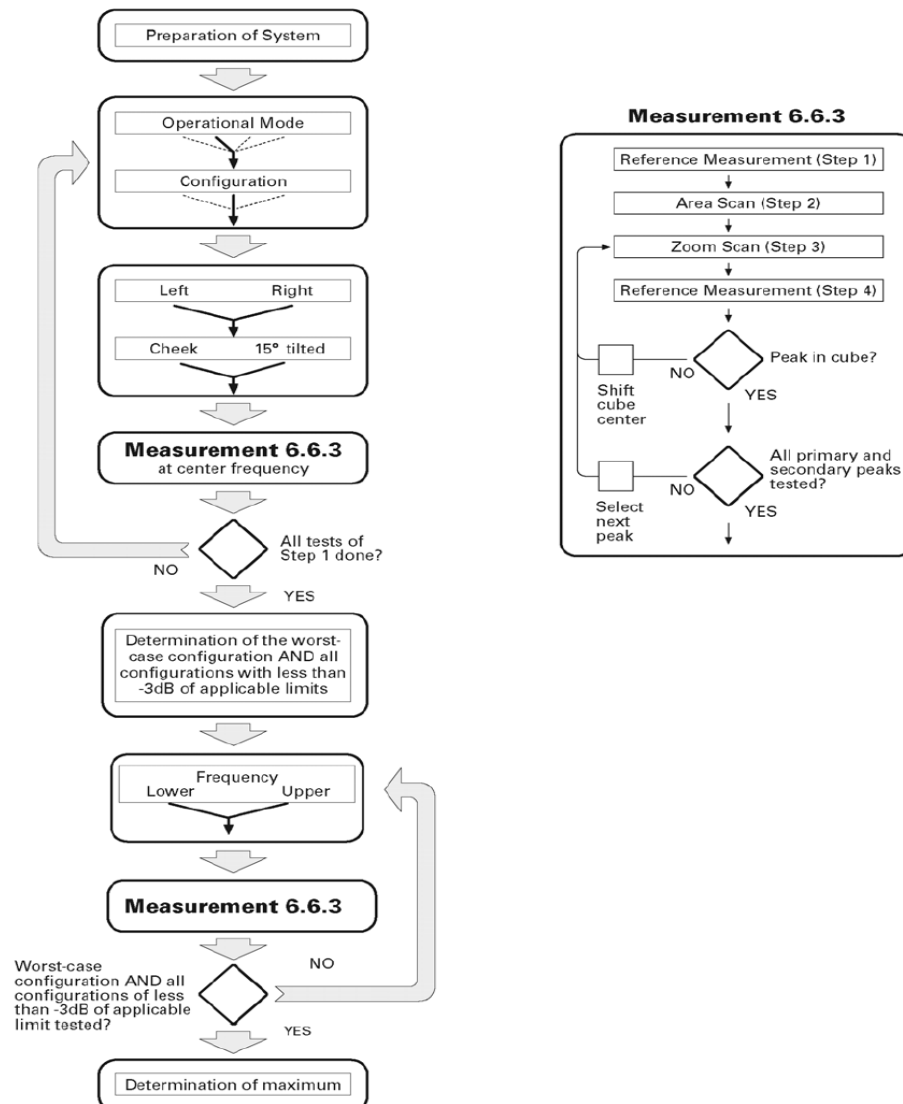 Preparation of System
Operational Mode
Configuration
Left Right
Cheek 15° tilted
Measurement 6.6.3
at center frequency
All tests of
Step 1 done?
NO
YES
Determination of the worst-
case configuration AND all
configurations with less than
-3dB of applicable limits
Frequency
Lower Upper
Measurement 6.6.3
Worst-case
configuration AND all
configurations of less
than -3dB of applicable
limit tested?
NO
YES
Determination of maximum
Measurement 6.6.3
Reference Measurement (Step 1)
Area Scan (Step 2)
Zoom Scan (Step 3)
Reference Measurement (Step 4)
Peak in cube?
NO
YES
Shift
cube
center
All primary and
secondary peaks
tested?
NO
YES
Select
next
peak